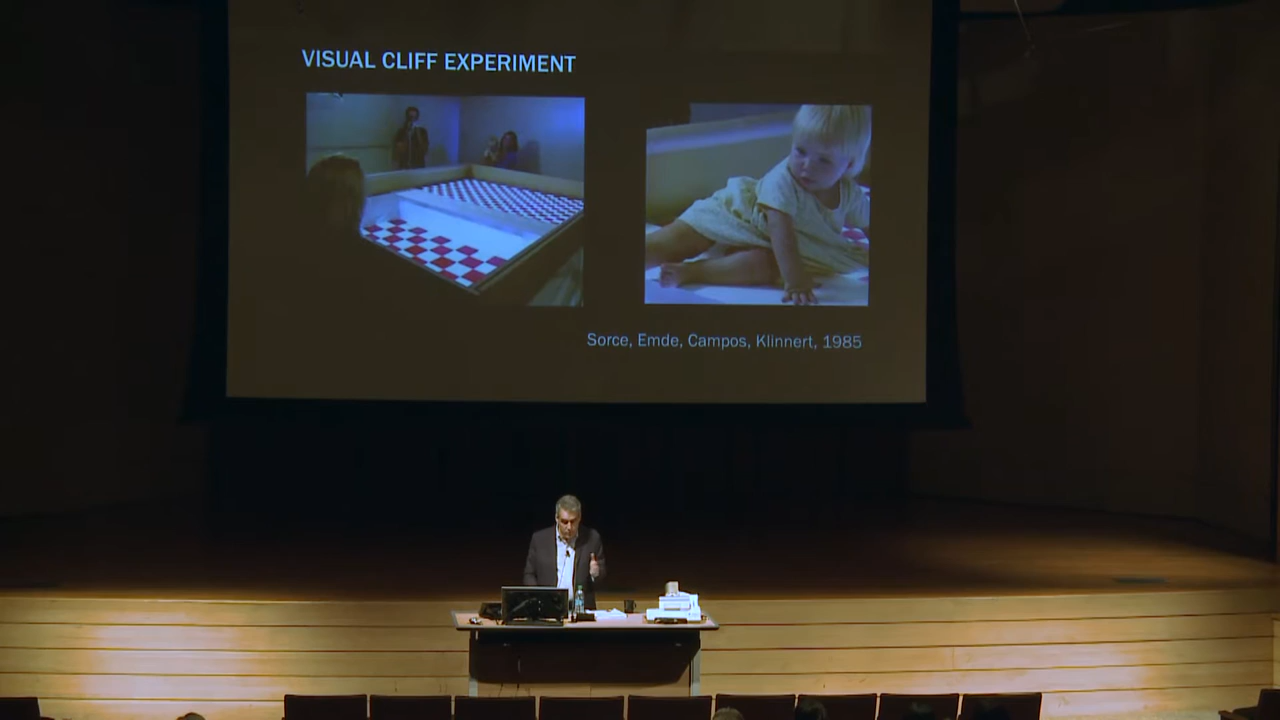 VISUAL CLIFF EXPERIMENT
Sorce, Emde, Campos, Klinnert, 1985